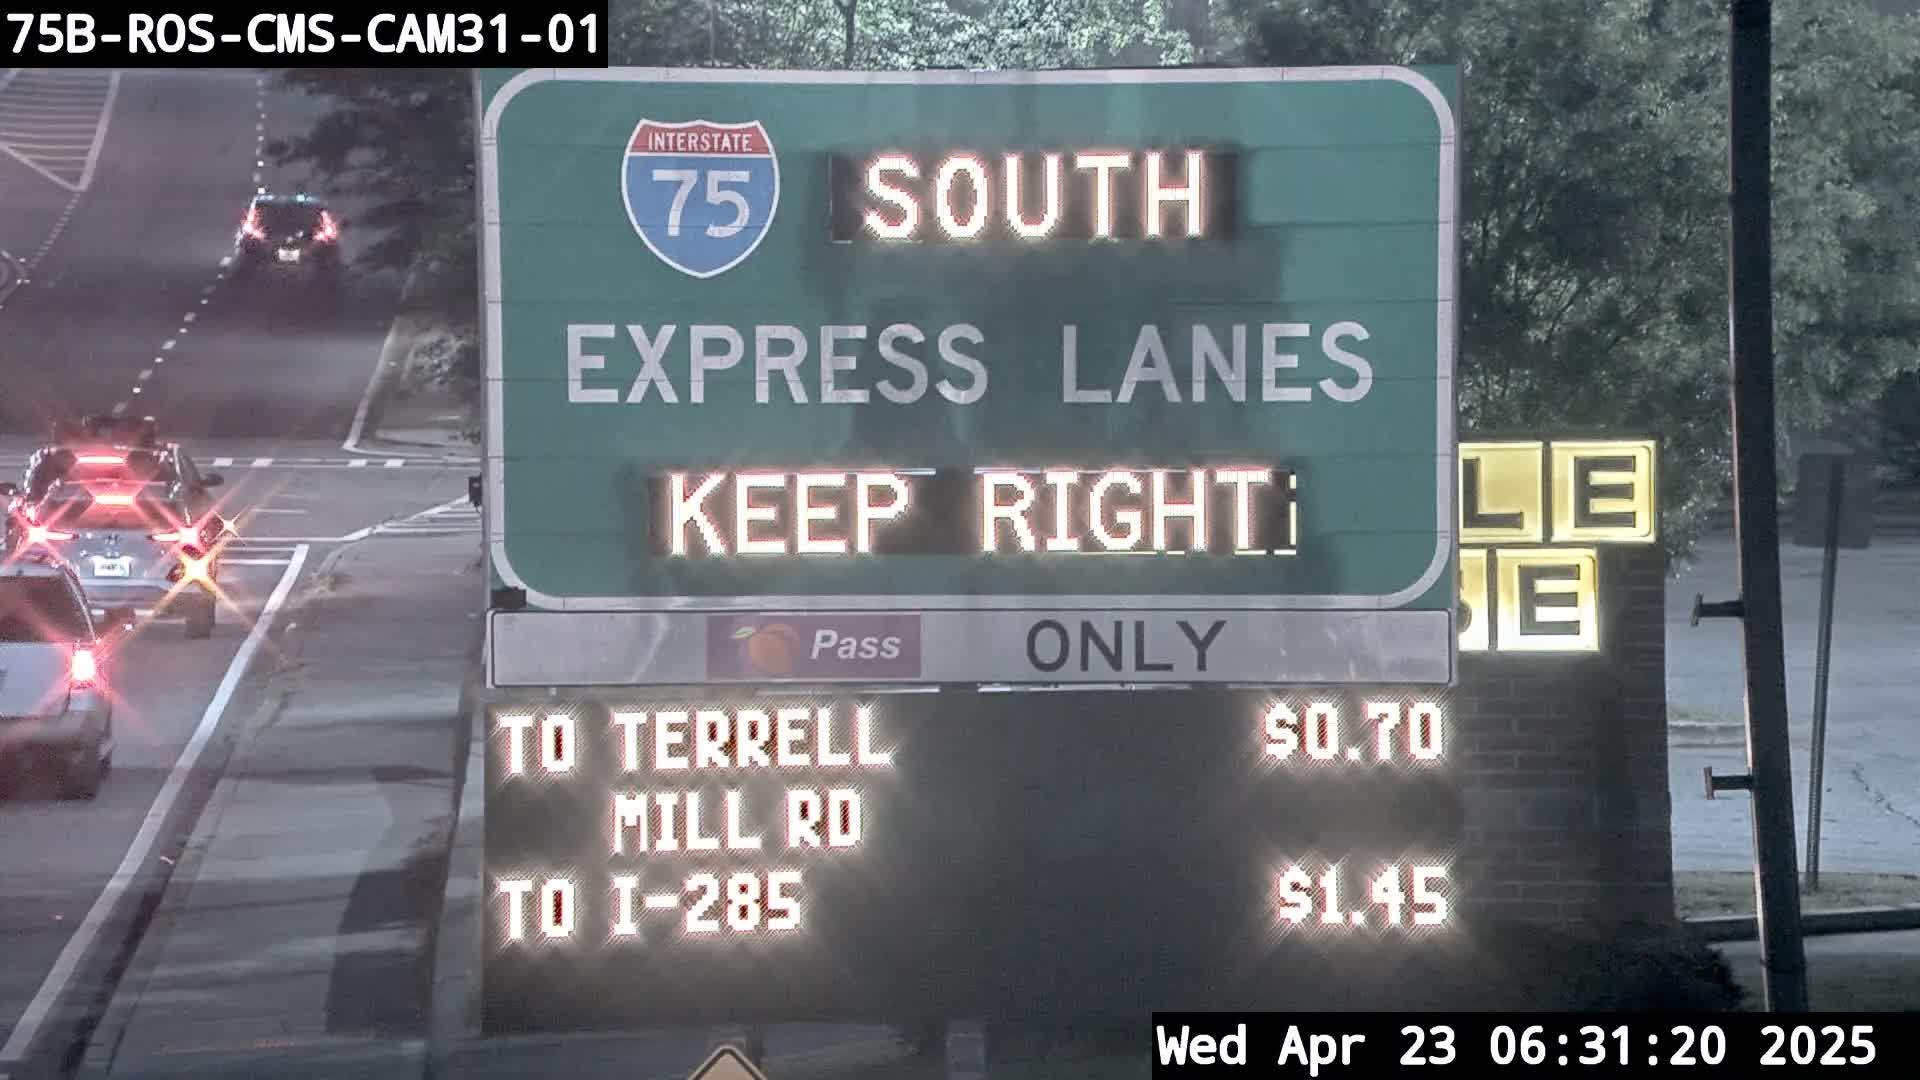 75B-ROS-CMS-CAM31-01
INTERSTATE
75
SOUTH
EXPRESS LANES
KEEP RIGHT
Pass ONLY
TO TERRELL $0.70
MILL RD
TO I-285 $1.45
LE
E
Wed Apr 23 06:31:20 2025